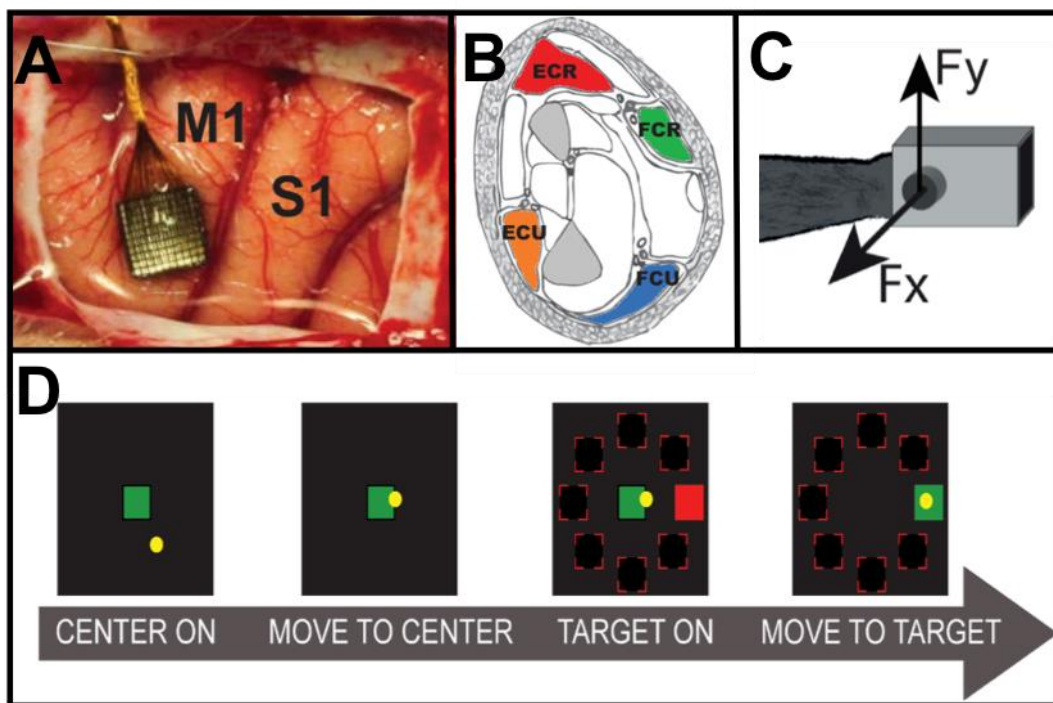 A
M1
S1
B
ECR
FCR
ECU
FCU
C
Fy
Fx
D
CENTER ON
MOVE TO CENTER
TARGET ON
MOVE TO TARGET